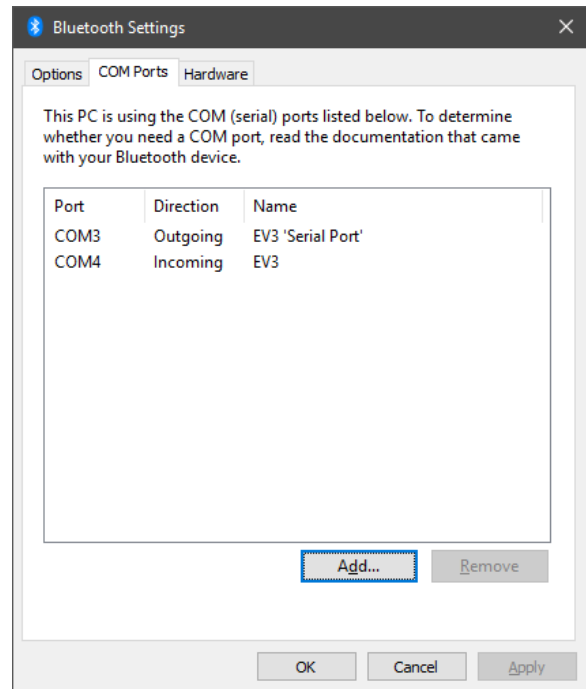 Bluetooth Settings
Options COM Ports Hardware
This PC is using the COM (serial) ports listed below. To determine
whether you need a COM port, read the documentation that came
with your Bluetooth device.
Port Direction Name
COM3 Outgoing EV3 'Serial Port'
COM4 Incoming EV3
Add... Remove
OK Cancel Apply